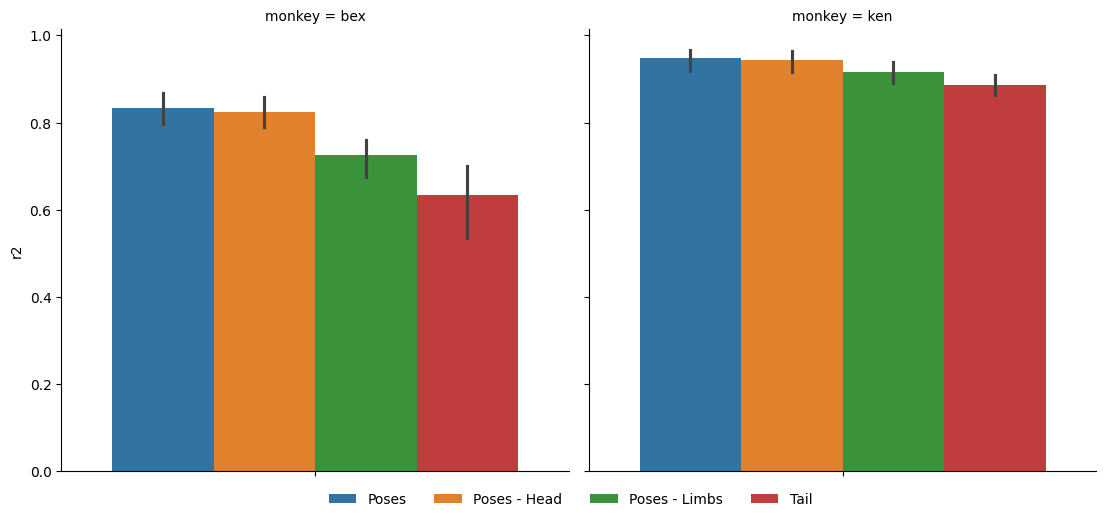 monkey = bex
monkey = ken
1.0
0.8
0.6
0.4
0.2
0.0
r2
Poses Poses - Head Poses - Limbs Tail